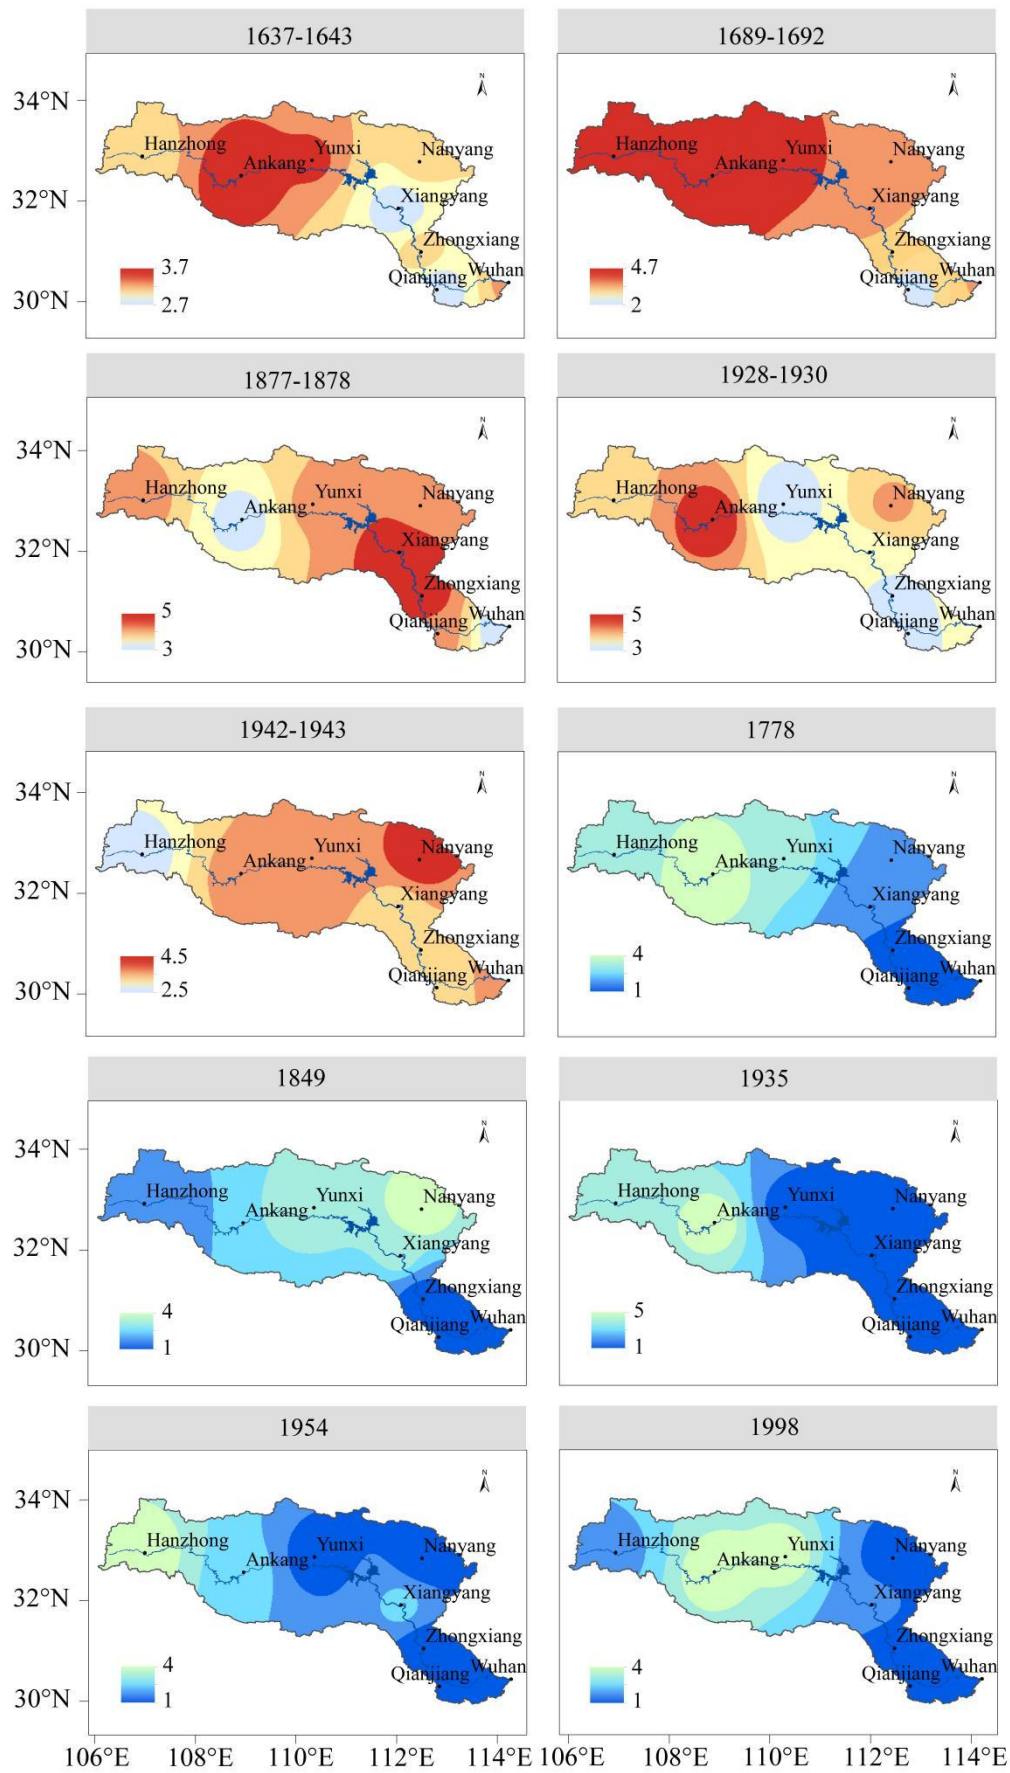 1637-1643
1689-1692
N
N
34°N
Hanzhong
Yunxi
Nanyang
Ankang
32°N
Xiangyang
Zhongxiang
3.7
Qianjiang Wuhan
30°N
2.7
Hanzhong
Yunxi
Nanyang
Ankang
Xiangyang
Zhongxiang
4.7
Qianjiang Wuhan
2
1877-1878
1928-1930
N
N
34°N
Hanzhong
Yunxi
Nanyang
Ankang
32°N
Xiangyang
Zhongxiang
5
Qianjiang Wuhan
30°N
3
Hanzhong
Yunxi
Nanyang
Ankang
Xiangyang
Zhongxiang
5
Qianjiang Wuhan
3
1942-1943
1778
N
N
34°N
Hanzhong
Yunxi
Nanyang
Ankang
32°N
Xiangyang
Zhongxiang
4.5
Qianjiang Wuhan
30°N
2.5
Hanzhong
Yunxi
Nanyang
Ankang
Xiangyang
Zhongxiang
4
Qianjiang Wuhan
1
1849
1935
N
N
34°N
Hanzhong
Yunxi
Nanyang
Ankang
32°N
Xiangyang
Zhongxiang
4
Qianjiang Wuhan
30°N
1
Hanzhong
Yunxi
Nanyang
Ankang
Xiangyang
Zhongxiang
5
Qianjiang Wuhan
1
1954
1998
N
N
34°N
Hanzhong
Yunxi
Nanyang
Ankang
32°N
Xiangyang
Zhongxiang
4
Qianjiang Wuhan
30°N
1
Hanzhong
Yunxi
Nanyang
Ankang
Xiangyang
Zhongxiang
4
Qianjiang Wuhan
1
106°E 108°E 110°E 112°E 114°E 106°E 108°E 110°E 112°E 114°E